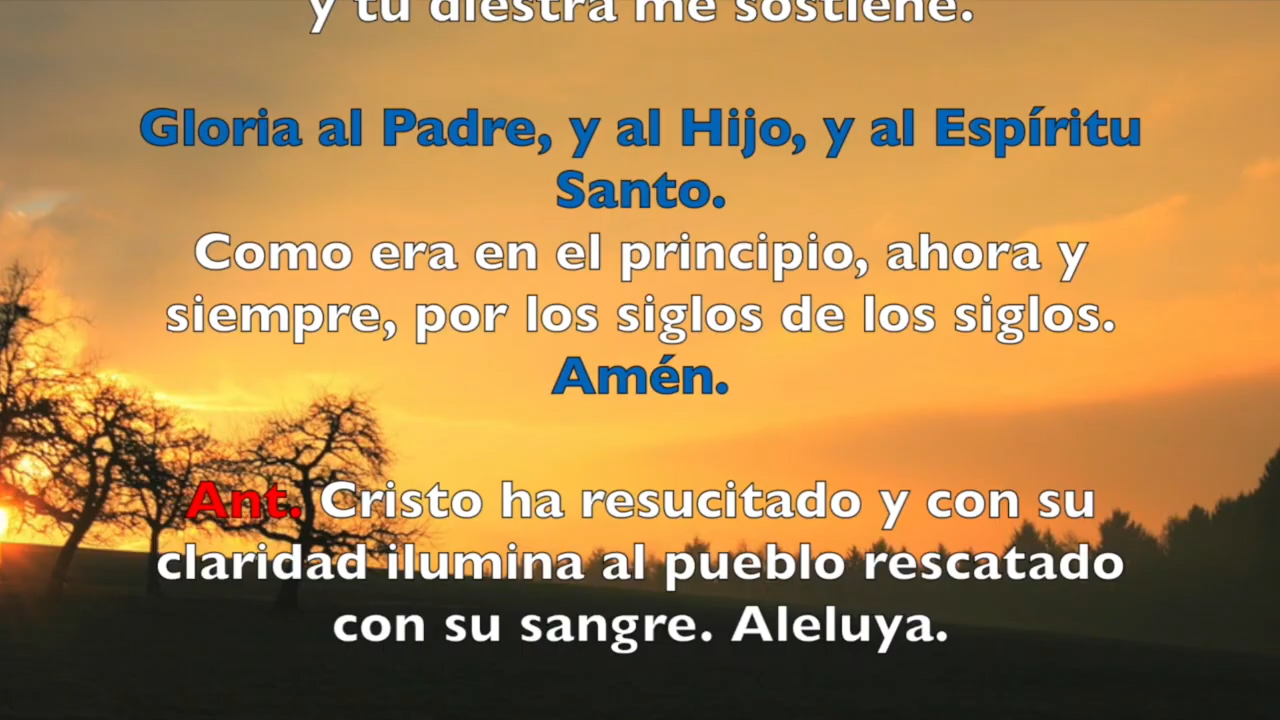 y tu diestra me sostiene.
Gloria al Padre, y al Hijo, y al Espíritu
Santo.
Como era en el principio, ahora y
siempre, por los siglos de los siglos.
Amén.
Ant. Cristo ha resucitado y con su
claridad ilumina al pueblo rescatado
con su sangre. Aleluya.